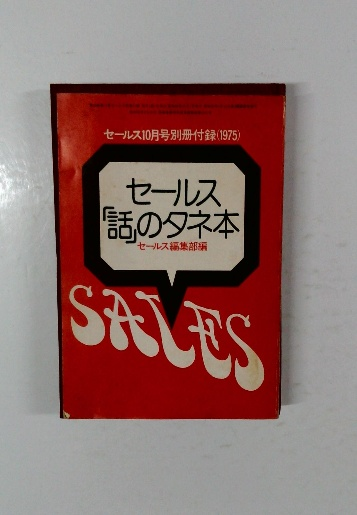 セールス10月号別冊付録(1975)
セールス
「話」のタネ本
セールス編集部編
SALES